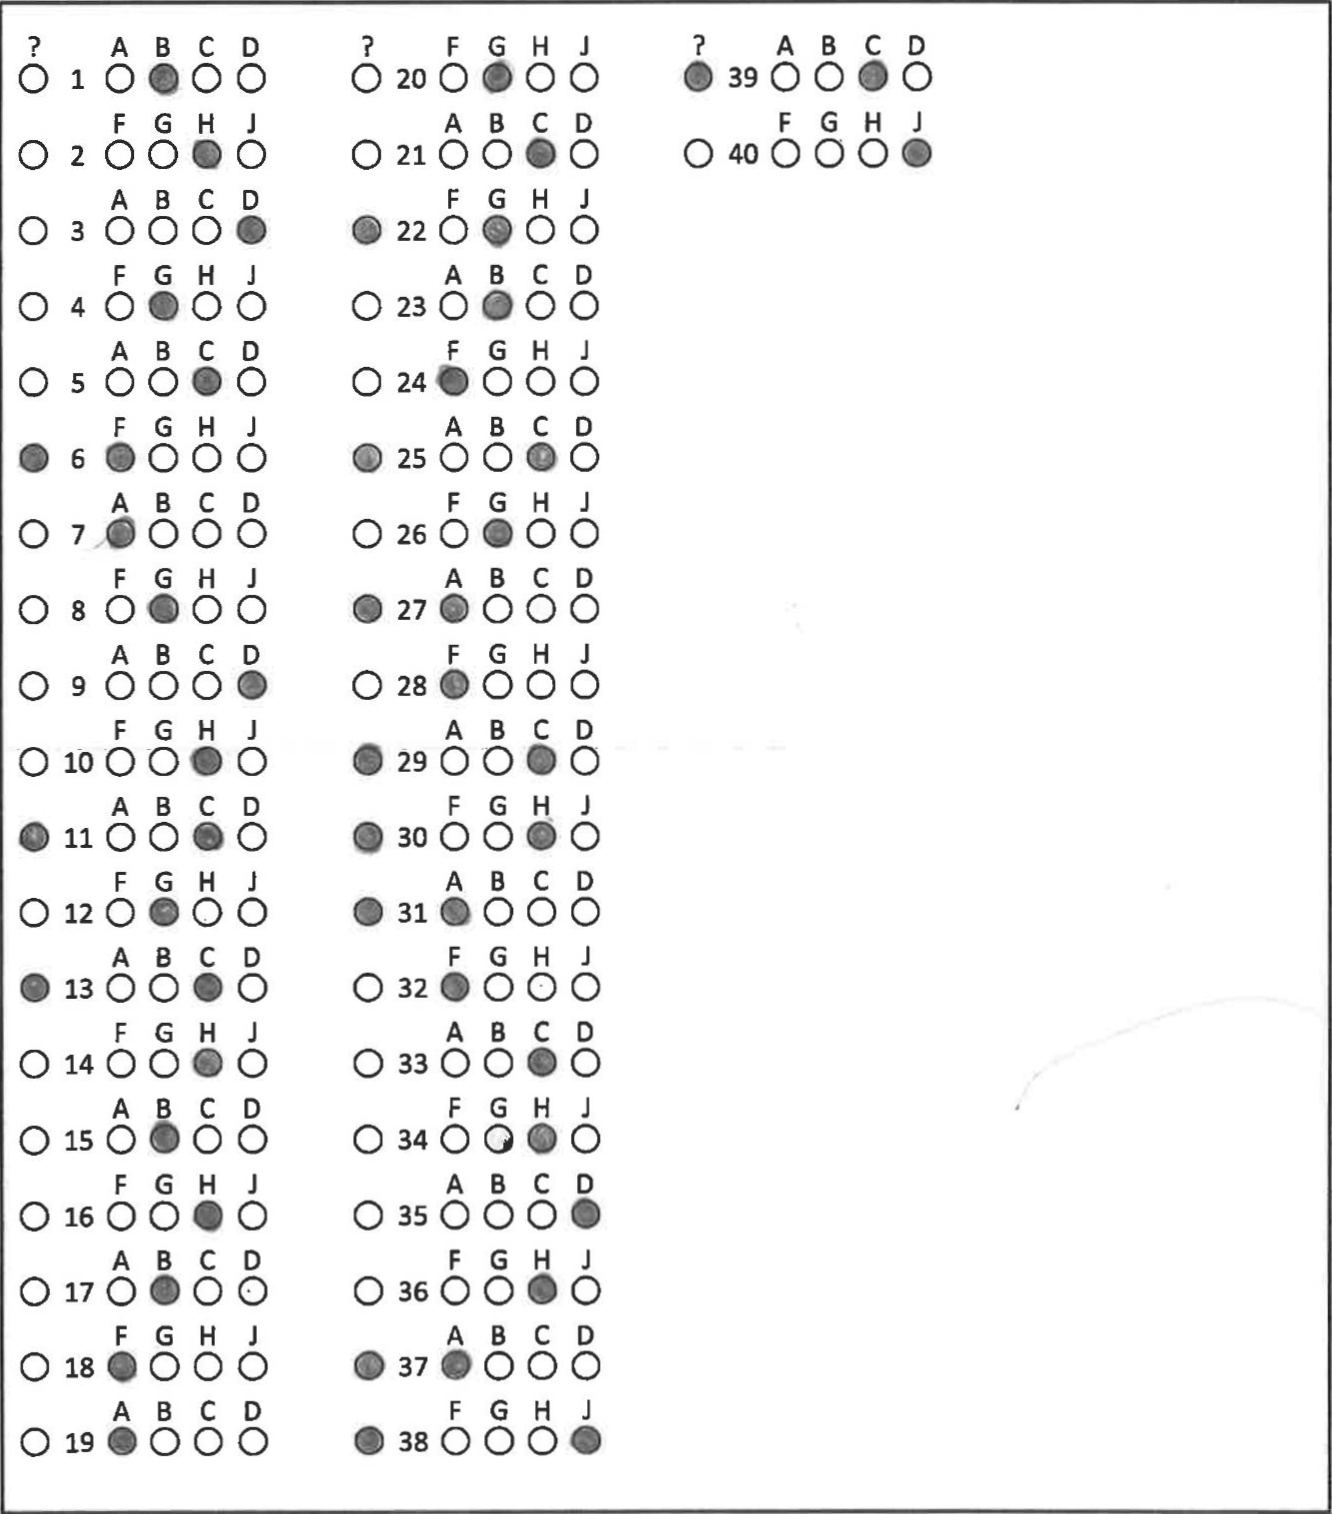 ? A B C D
1
F G H J
2
A B C D
3
F G H J
4
A B C D
5
F G H J
6
A B C D
7
F G H J
8
A B C D
9
F G H J
10
A B C D
11
F G H J
12
A B C D
13
F G H J
14
A B C D
15
F G H J
16
A B C D
17
F G H J
18
A B C D
19
? F G H J
20
A B C D
21
F G H J
22
A B C D
23
F G H J
24
A B C D
25
F G H J
26
A B C D
27
F G H J
28
A B C D
29
F G H J
30
A B C D
31
F G H J
32
A B C D
33
F G H J
34
A B C D
35
F G H J
36
A B C D
37
F G H J
38
? A B C D
39
F G H J
40